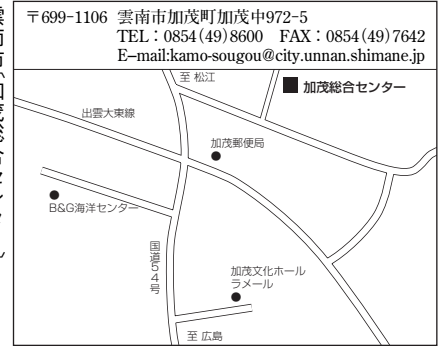 〒699-1106 雲南市加茂町加茂中972-5
TEL：0854(49)8600　FAX：0854(49)7642
E-mail:kamo-sougou@city.unnan.shimane.jp
至 松江
加茂総合センター
出雲大東線
加茂郵便局
B&G海洋センター
国道54号
加茂文化ホール
ラメール
至 広島